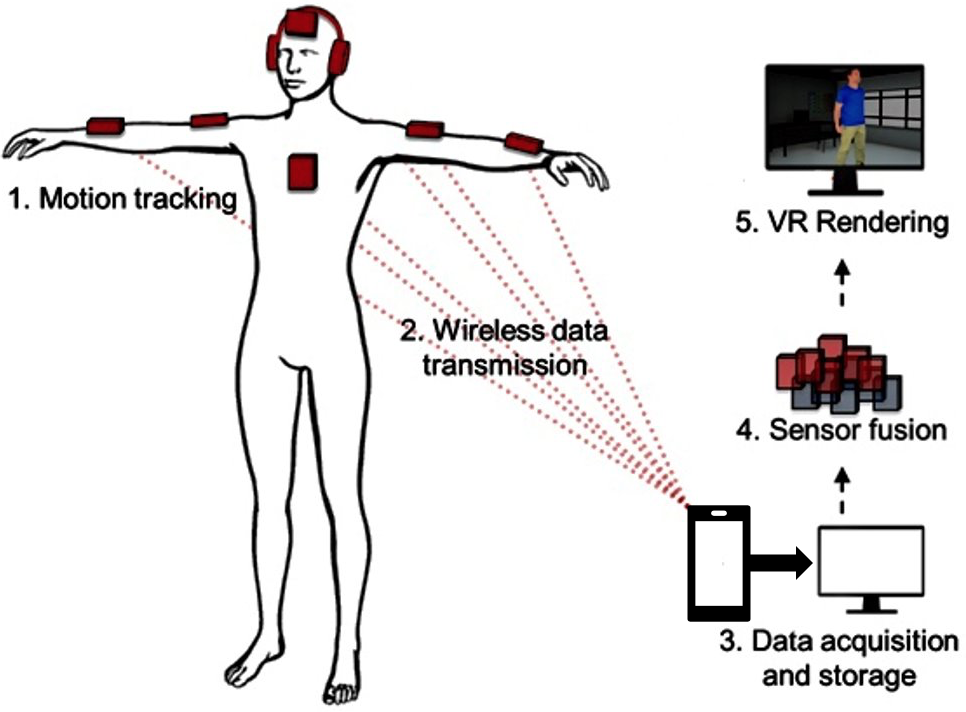 1. Motion tracking
2. Wireless data
transmission
3. Data acquisition
and storage
4. Sensor fusion
5. VR Rendering